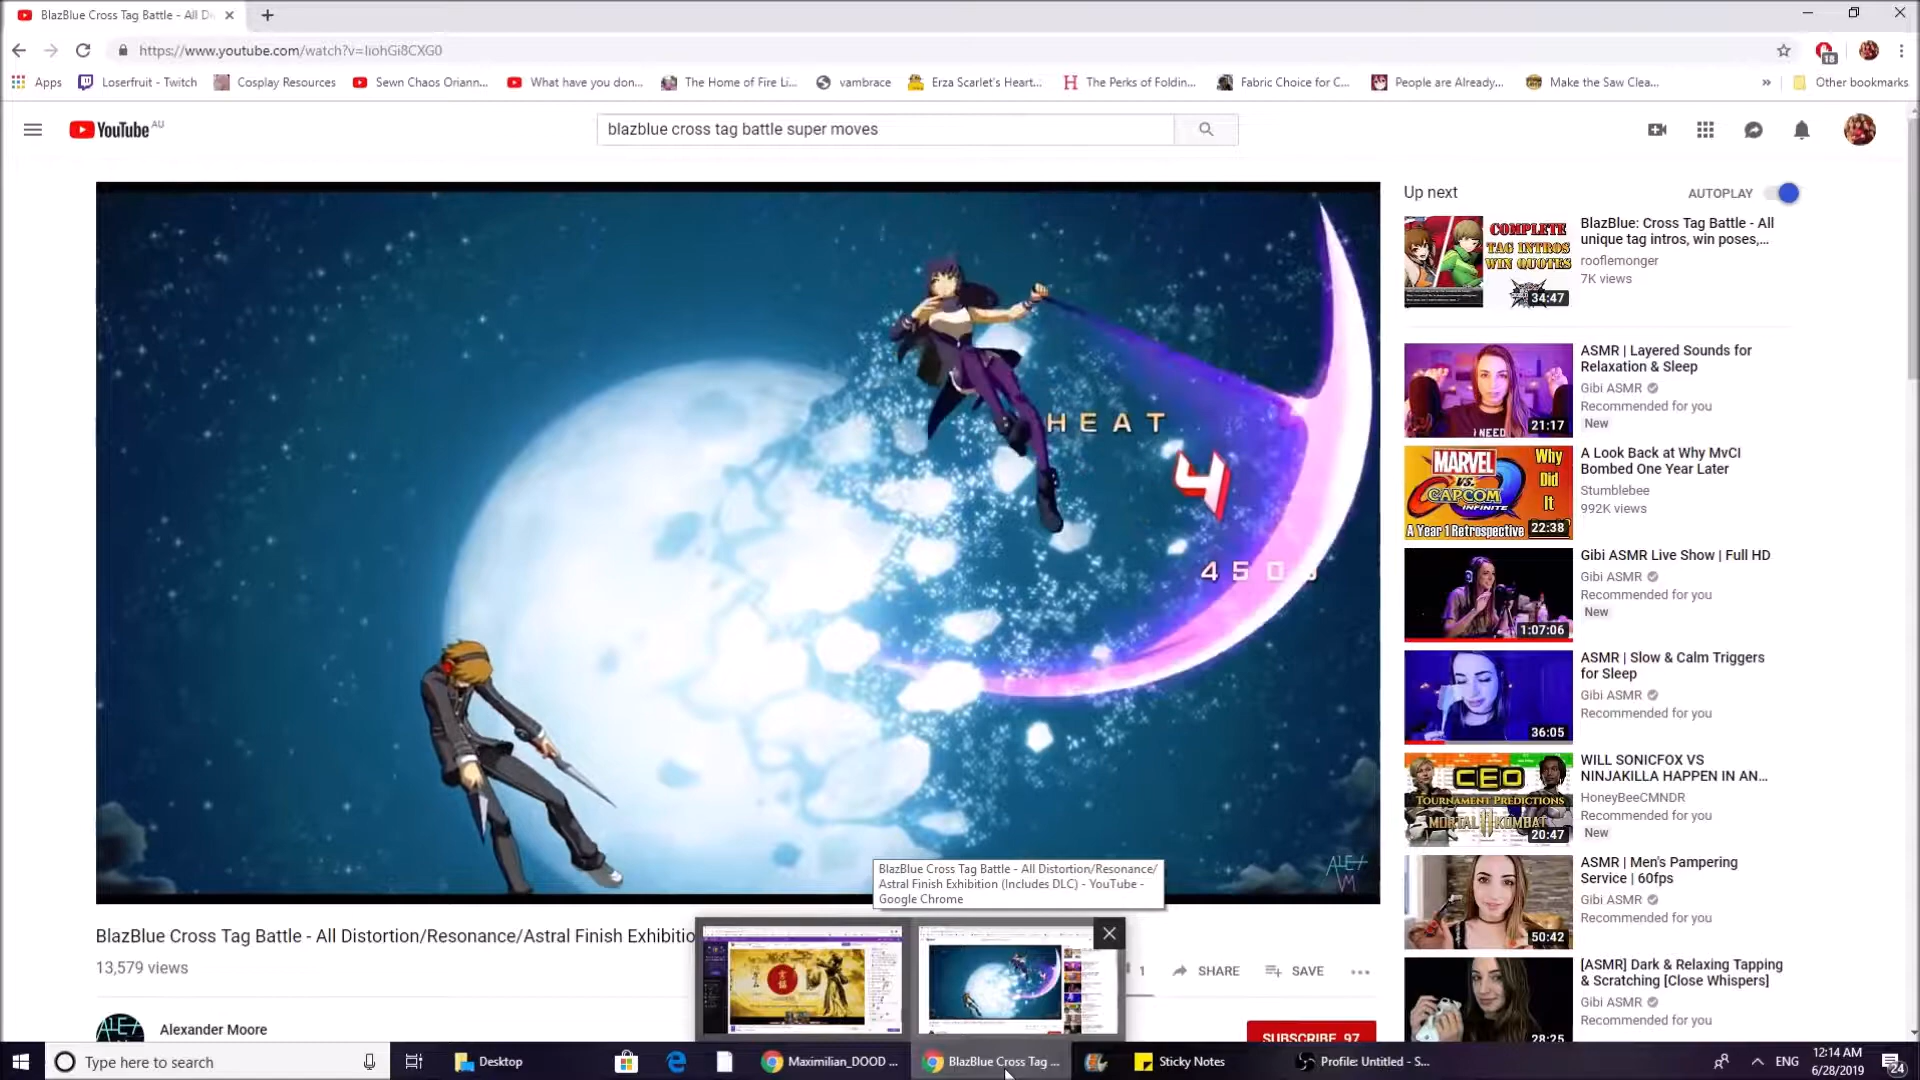 BlazBlue Cross Tag Battle - All D
https://www.youtube.com/watch?v=IiohGi8CXG0
18
Apps
Loserfruit - Twitch
Cosplay Resources
Sewn Chaos Oriann...
What have you don...
The Home of Fire Li...
vambrace
Erza Scarlet's Heart...
The Perks of Foldin...
Fabric Choice for C...
People are Already...
Make the Saw Clea...
»
Other bookmarks
YouTube AU
blazblue cross tag battle super moves
HEAT
4
450
ALEX
VM
BlazBlue Cross Tag Battle - All Distortion/Resonance/
Astral Finish Exhibition (Includes DLC) - YouTube -
Google Chrome
BlazBlue Cross Tag Battle - All Distortion/Resonance/Astral Finish Exhibitio
13,579 views
1
SHARE
SAVE
Alexander Moore
SUBSCRIBE 97
Up next
AUTOPLAY
COMPLETE
TAG INTROS
WIN QUOTES
34:47
BlazBlue: Cross Tag Battle - All
unique tag intros, win poses,...
rooflemonger
7K views
I NEED
21:17
ASMR | Layered Sounds for
Relaxation & Sleep
Gibi ASMR
Recommended for you
New
MARVEL
VS.
CAPCOM
INFINITE
Why
Did
It
A Year 1 Retrospective
22:38
A Look Back at Why MvCI
Bombed One Year Later
Stumblebee
992K views
1:07:06
Gibi ASMR Live Show | Full HD
Gibi ASMR
Recommended for you
New
36:05
ASMR | Slow & Calm Triggers
for Sleep
Gibi ASMR
Recommended for you
CEO
TOURNAMENT PREDICTIONS
MORTAL KOMBAT 11
20:47
WILL SONICFOX VS
NINJAKILLA HAPPEN IN AN...
HoneyBeeCMNDR
Recommended for you
New
50:42
ASMR | Men's Pampering
Service | 60fps
Gibi ASMR
Recommended for you
28:25
[ASMR] Dark & Relaxing Tapping
& Scratching [Close Whispers]
Gibi ASMR
Recommended for you
Type here to search
Desktop
Maximilian_DOOD ...
BlazBlue Cross Tag ...
Sticky Notes
Profile: Untitled - S...
ENG
12:14 AM
6/28/2019
24